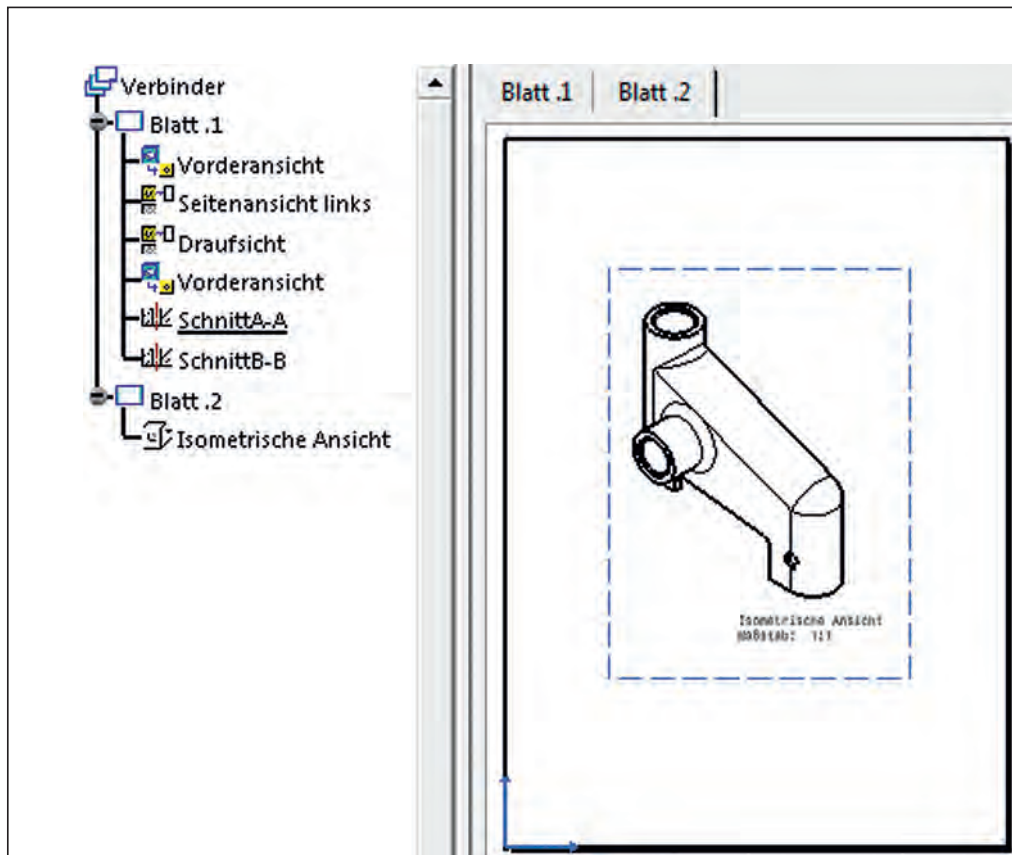 Verbinder
Blatt .1
Vorderansicht
Seitenansicht links
Draufsicht
Vorderansicht
SchnittA-A
SchnittB-B
Blatt .2
Isometrische Ansicht
Blatt .1 Blatt .2
Isometrische Ansicht
Maßstab: 1:1